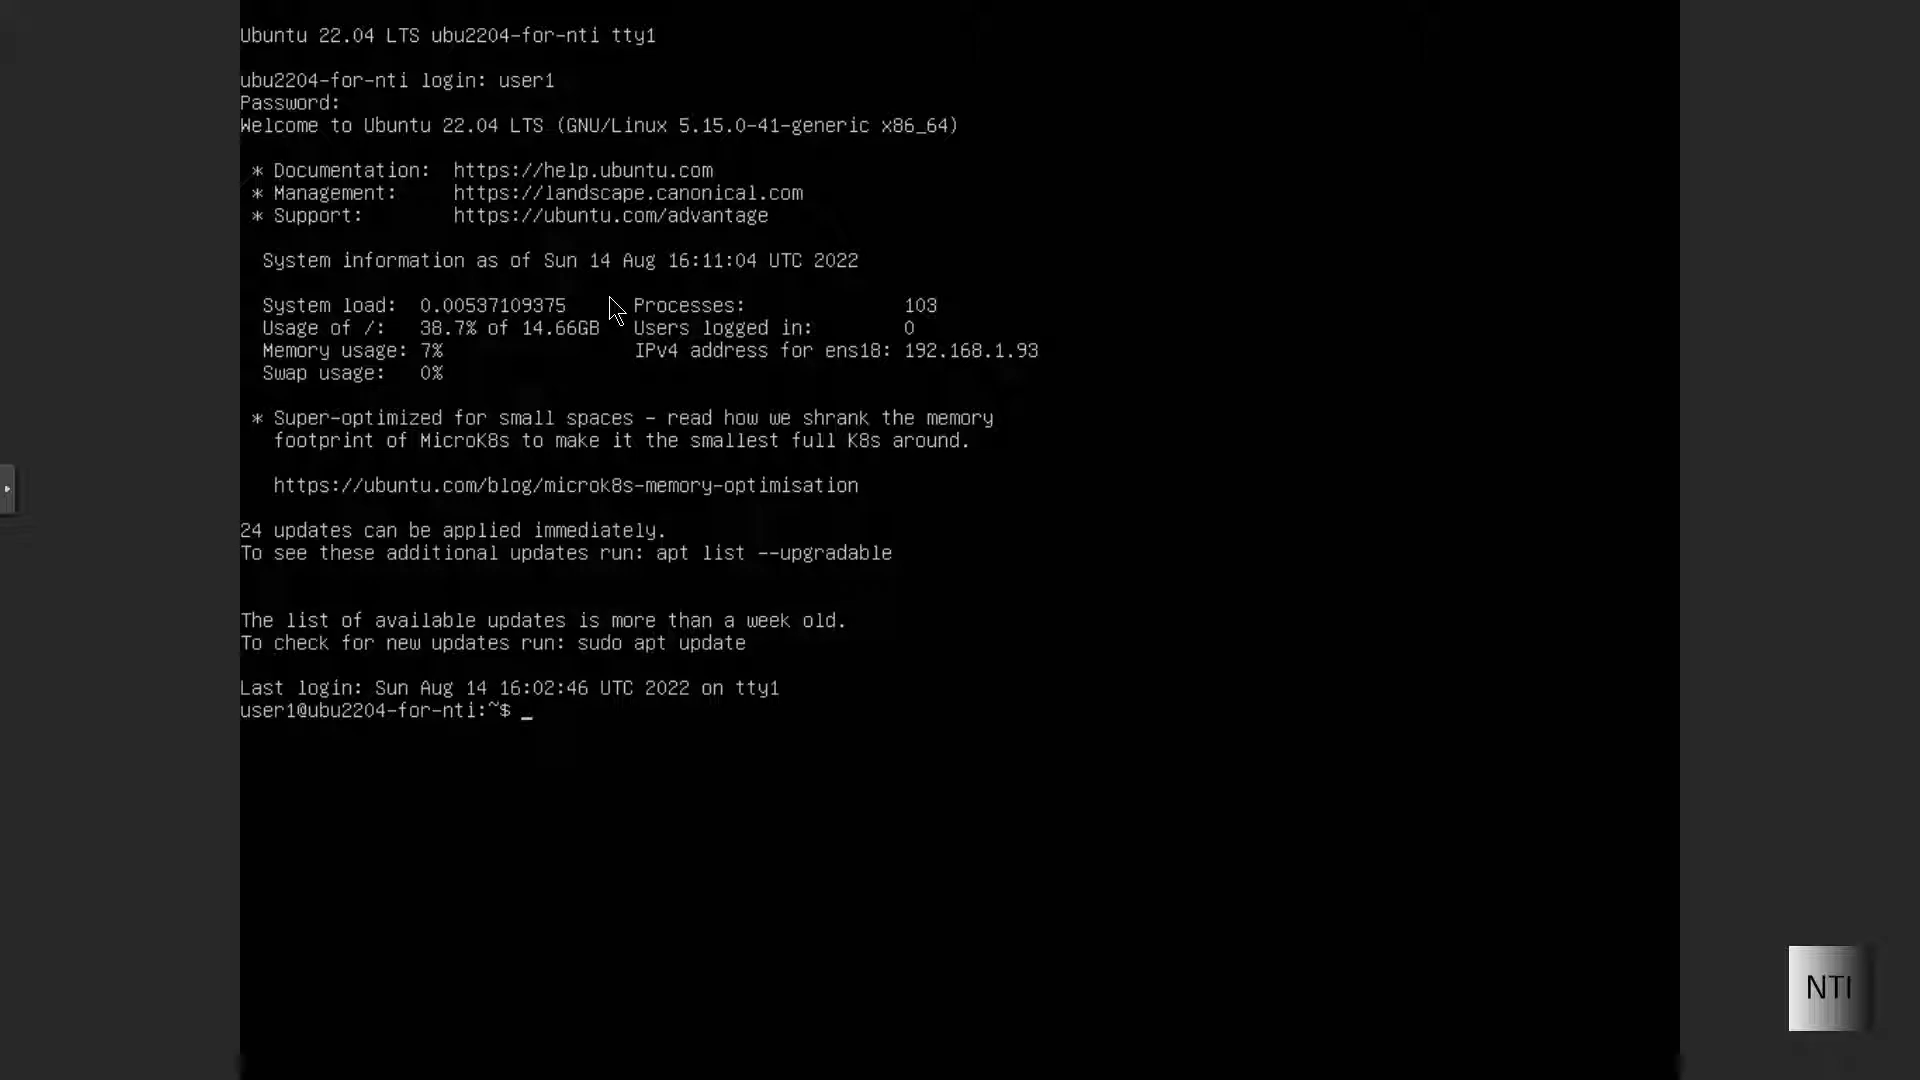 Ubuntu 22.04 LTS ubu2204-for-nti tty1
ubu2204-for-nti login: user1
Password:
Welcome to Ubuntu 22.04 LTS (GNU/Linux 5.15.0-41-generic x86_64)
* Documentation:  https://help.ubuntu.com
* Management:     https://landscape.canonical.com
* Support:        https://ubuntu.com/advantage
System information as of Sun 14 Aug 16:11:04 UTC 2022
System load:  0.00537109375      Processes:              103
Usage of /:   38.7% of 14.66GB   Users logged in:        0
Memory usage: 7%                 IPv4 address for ens18: 192.168.1.93
Swap usage:   0%
* Super-optimized for small spaces - read how we shrank the memory
footprint of MicroK8s to make it the smallest full K8s around.
https://ubuntu.com/blog/microk8s-memory-optimisation
24 updates can be applied immediately.
To see these additional updates run: apt list --upgradable
The list of available updates is more than a week old.
To check for new updates run: sudo apt update
Last login: Sun Aug 14 16:02:46 UTC 2022 on tty1
user1@ubu2204-for-nti:~$ _
NTI